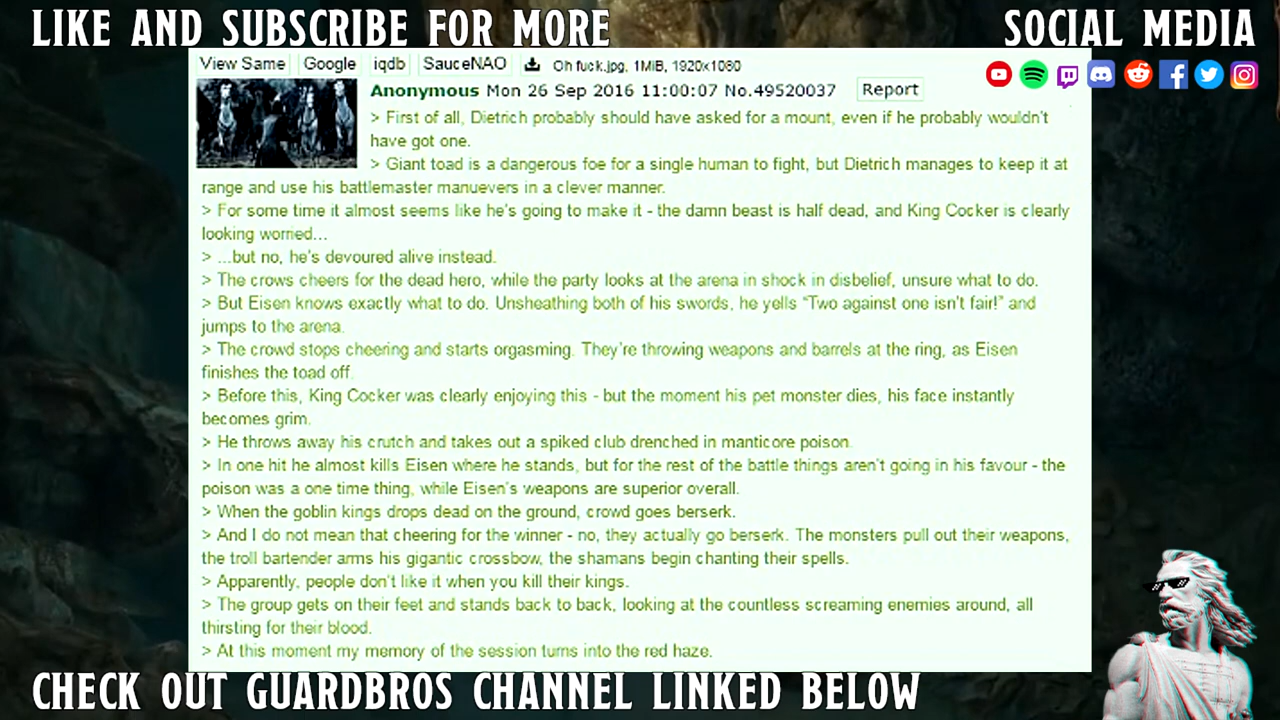 LIKE AND SUBSCRIBE FOR MORE
SOCIAL MEDIA
View Same Google iqdb SauceNAO Oh fuck.jpg, 1MiB, 1920x1080
Anonymous Mon 26 Sep 2016 11:00:07 No.49520037 Report
> First of all, Dietrich probably should have asked for a mount, even if he probably wouldn't
have got one.
> Giant toad is a dangerous foe for a single human to fight, but Dietrich manages to keep it at
range and use his battlemaster manuevers in a clever manner.
> For some time it almost seems like he's going to make it - the damn beast is half dead, and King Cocker is clearly
looking worried...
> ...but no, he's devoured alive instead.
> The crows cheers for the dead hero, while the party looks at the arena in shock in disbelief, unsure what to do.
> But Eisen knows exactly what to do. Unsheathing both of his swords, he yells “Two against one isn't fair!” and
jumps to the arena.
> The crowd stops cheering and starts orgasming. They're throwing weapons and barrels at the ring, as Eisen
finishes the toad off.
> Before this, King Cocker was clearly enjoying this - but the moment his pet monster dies, his face instantly
becomes grim.
> He throws away his crutch and takes out a spiked club drenched in manticore poison.
> In one hit he almost kills Eisen where he stands, but for the rest of the battle things aren't going in his favour - the
poison was a one time thing, while Eisen's weapons are superior overall.
> When the goblin kings drops dead on the ground, crowd goes berserk.
> And I do not mean that cheering for the winner - no, they actually go berserk. The monsters pull out their weapons,
the troll bartender arms his gigantic crossbow, the shamans begin chanting their spells.
> Apparently, people don't like it when you kill their kings.
> The group gets on their feet and stands back to back, looking at the countless screaming enemies around, all
thirsting for their blood.
> At this moment my memory of the session turns into the red haze.
CHECK OUT GUARDBROS CHANNEL LINKED BELOW